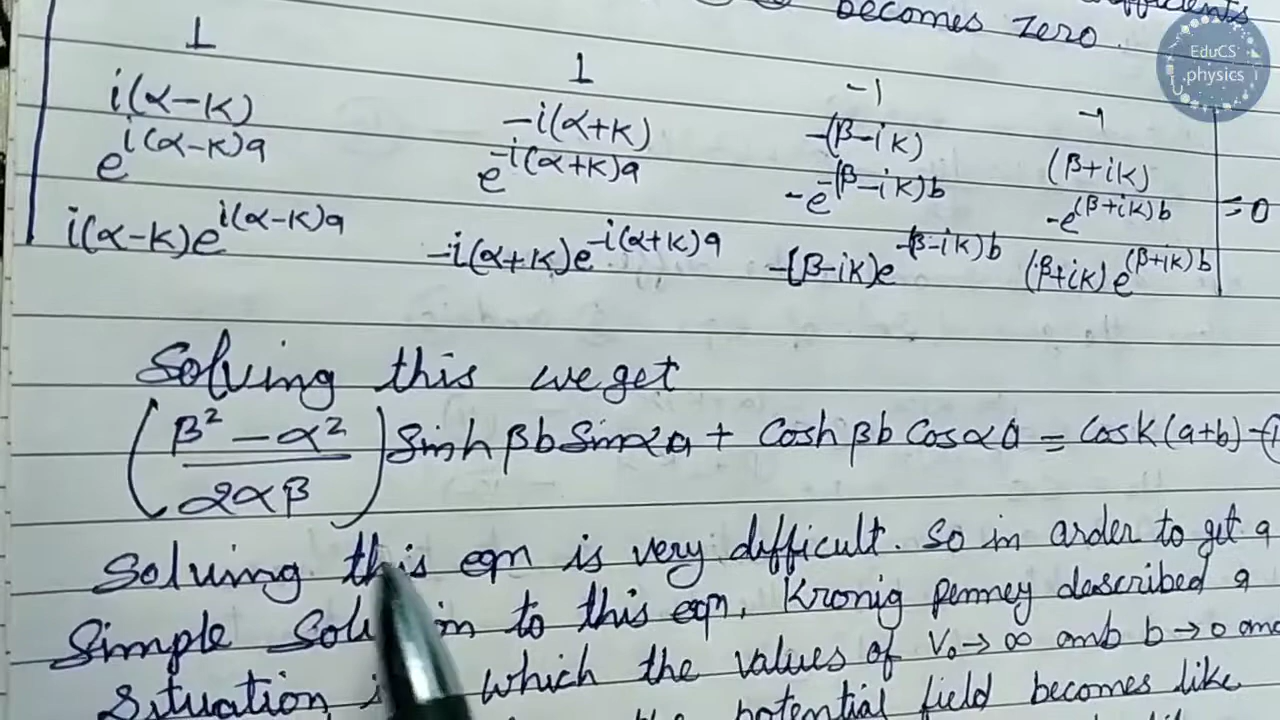 becomes zero.
EduCS
physics
1 1 -1 -1
i(α-k) -i(α+k) -(β-ik) (β+ik)
e^{i(α-k)a} e^{-i(α+k)a} -e^{-(β-ik)b} -e^{(β+ik)b} = 0
i(α-k)e^{i(α-k)a} -i(α+k)e^{-i(α+k)a} -(β-ik)e^{-(β-ik)b} (β+ik)e^{(β+ik)b}
Solving this we get
(β² - α² / 2αβ) Sinh βb Sin αa + Cosh βb Cos αa = Cos k(a+b) -
Solving this eqn is very difficult. So in order to get a
Simple to this eqn, Kronig penney described a
Situation which the values of V₀→∞ and b→0 and
potential field becomes like